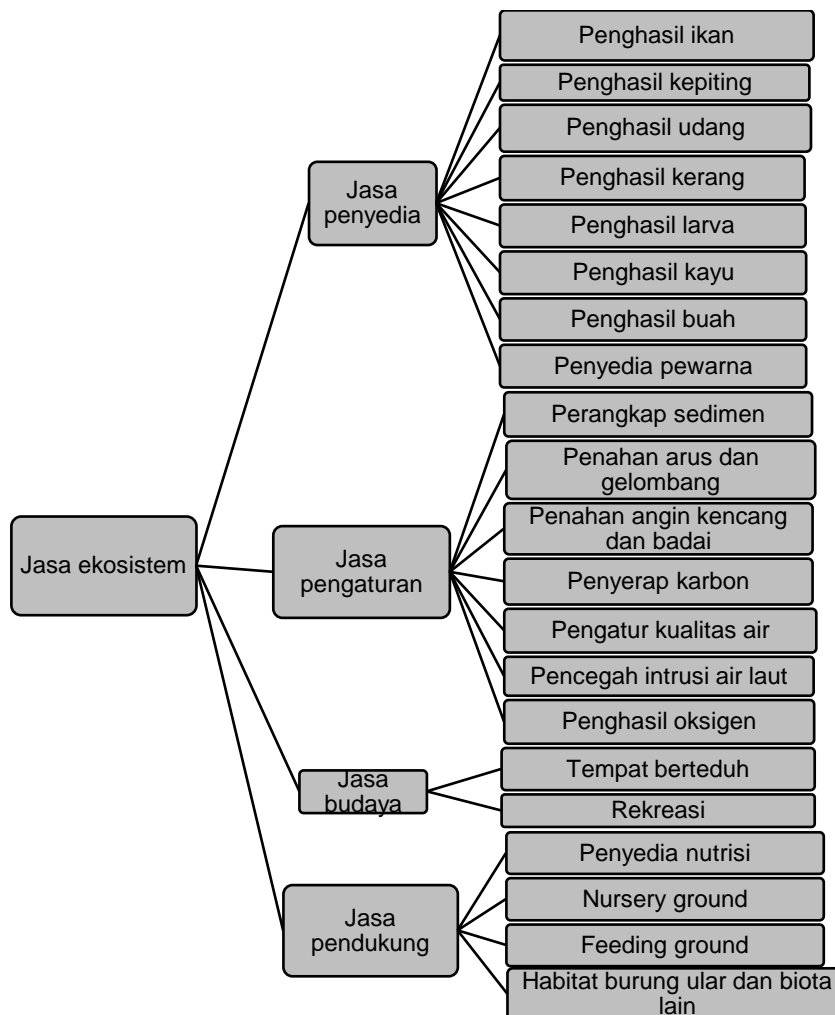 Jasa ekosistem
Jasa
penyedia
Penghasil ikan
Penghasil kepiting
Penghasil udang
Penghasil kerang
Penghasil larva
Penghasil kayu
Penghasil buah
Penyedia pewarna
Jasa
pengaturan
Perangkap sedimen
Penahan arus dan
gelombang
Penahan angin kencang
dan badai
Penyerap karbon
Pengatur kualitas air
Pencegah intrusi air laut
Penghasil oksigen
Jasa
budaya
Tempat berteduh
Rekreasi
Jasa
pendukung
Penyedia nutrisi
Nursery ground
Feeding ground
Habitat burung ular dan biota
lain